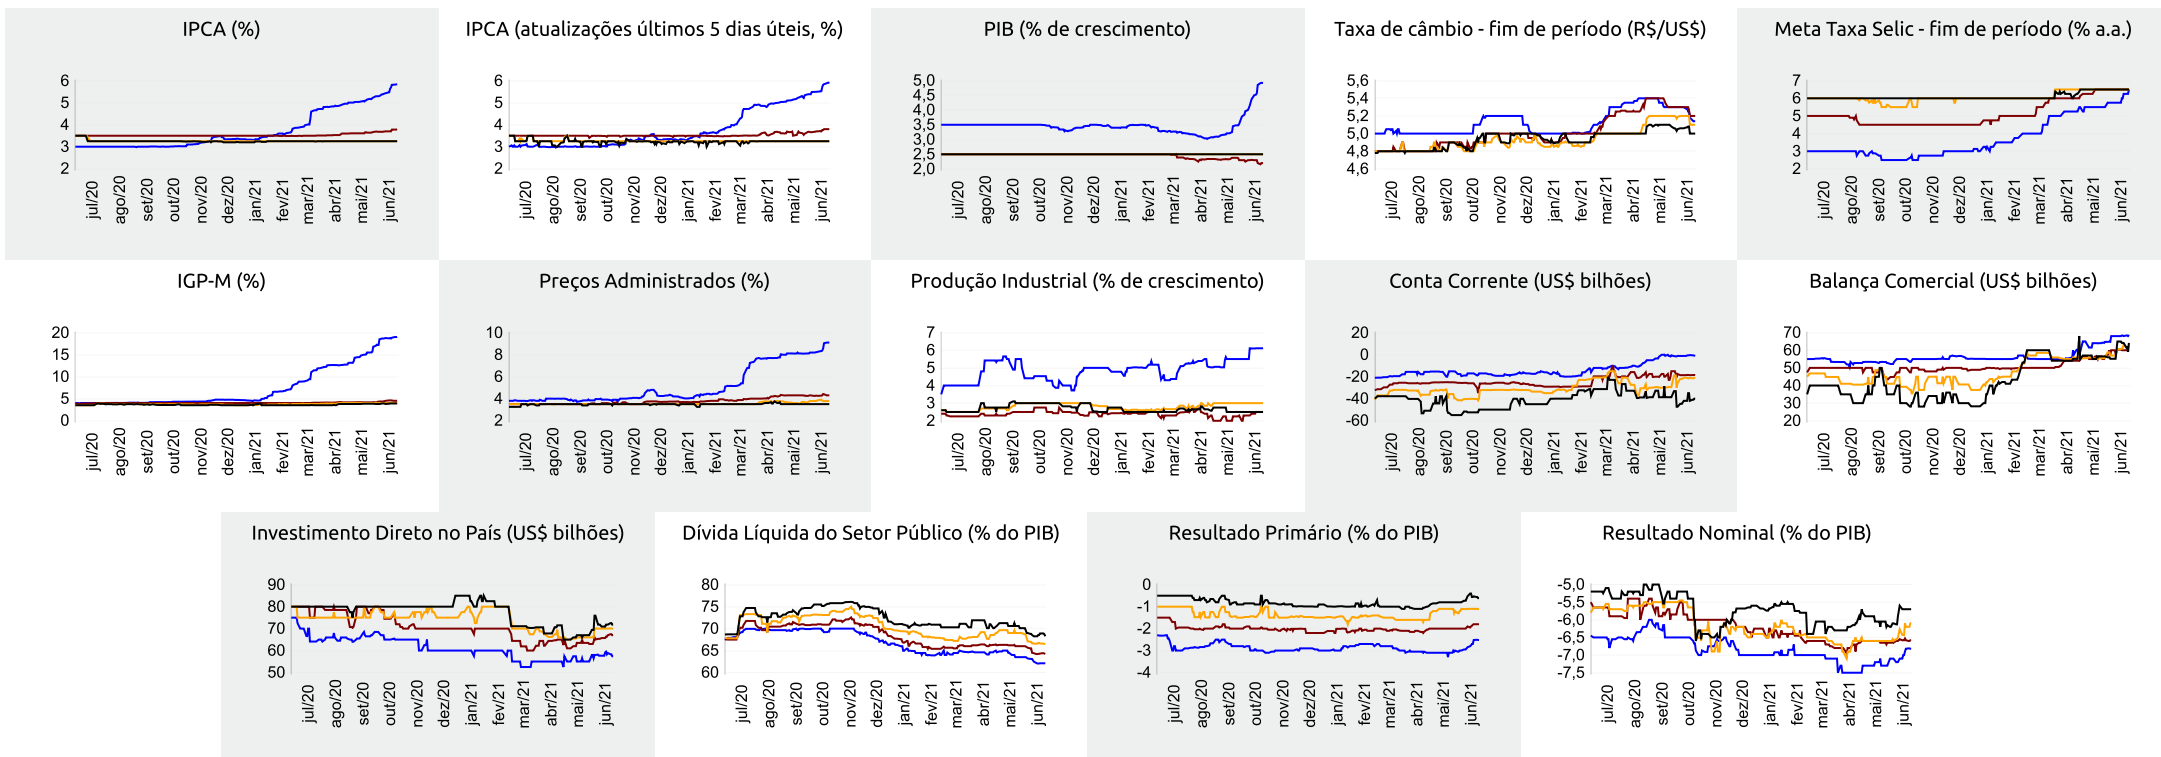 IPCA (%)
6
5
4
3
2
jul/20 ago/20 set/20 out/20 nov/20 dez/20 jan/21 fev/21 mar/21 abr/21 mai/21 jun/21
IPCA (atualizações últimos 5 dias úteis, %)
6
5
4
3
2
jul/20 ago/20 set/20 out/20 nov/20 dez/20 jan/21 fev/21 mar/21 abr/21 mai/21 jun/21
PIB (% de crescimento)
5,0
4,5
4,0
3,5
3,0
2,5
2,0
jul/20 ago/20 set/20 out/20 nov/20 dez/20 jan/21 fev/21 mar/21 abr/21 mai/21 jun/21
Taxa de câmbio - fim de período (R$/US$)
5,6
5,4
5,2
5,0
4,8
4,6
jul/20 ago/20 set/20 out/20 nov/20 dez/20 jan/21 fev/21 mar/21 abr/21 mai/21 jun/21
Meta Taxa Selic - fim de período (% a.a.)
7
6
5
4
3
2
jul/20 ago/20 set/20 out/20 nov/20 dez/20 jan/21 fev/21 mar/21 abr/21 mai/21 jun/21
IGP-M (%)
20
15
10
5
0
jul/20 ago/20 set/20 out/20 nov/20 dez/20 jan/21 fev/21 mar/21 abr/21 mai/21 jun/21
Preços Administrados (%)
10
8
6
4
2
jul/20 ago/20 set/20 out/20 nov/20 dez/20 jan/21 fev/21 mar/21 abr/21 mai/21 jun/21
Produção Industrial (% de crescimento)
7
6
5
4
3
2
jul/20 ago/20 set/20 out/20 nov/20 dez/20 jan/21 fev/21 mar/21 abr/21 mai/21 jun/21
Conta Corrente (US$ bilhões)
20
0
-20
-40
-60
jul/20 ago/20 set/20 out/20 nov/20 dez/20 jan/21 fev/21 mar/21 abr/21 mai/21 jun/21
Balança Comercial (US$ bilhões)
70
60
50
40
30
20
jul/20 ago/20 set/20 out/20 nov/20 dez/20 jan/21 fev/21 mar/21 abr/21 mai/21 jun/21
Investimento Direto no País (US$ bilhões)
90
80
70
60
50
jul/20 ago/20 set/20 out/20 nov/20 dez/20 jan/21 fev/21 mar/21 abr/21 mai/21 jun/21
Dívida Líquida do Setor Público (% do PIB)
80
75
70
65
60
jul/20 ago/20 set/20 out/20 nov/20 dez/20 jan/21 fev/21 mar/21 abr/21 mai/21 jun/21
Resultado Primário (% do PIB)
0
-1
-2
-3
-4
jul/20 ago/20 set/20 out/20 nov/20 dez/20 jan/21 fev/21 mar/21 abr/21 mai/21 jun/21
Resultado Nominal (% do PIB)
-5,0
-5,5
-6,0
-6,5
-7,0
-7,5
jul/20 ago/20 set/20 out/20 nov/20 dez/20 jan/21 fev/21 mar/21 abr/21 mai/21 jun/21